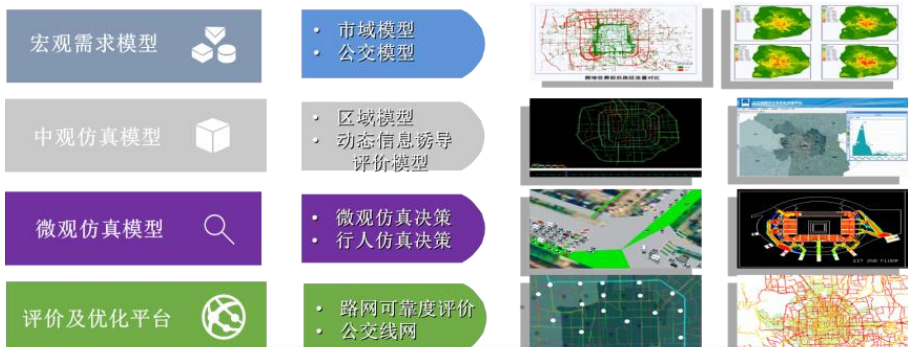 宏观需求模型
• 市域模型
• 公交模型
中观仿真模型
• 区域模型
• 动态信息诱导
评价模型
微观仿真模型
• 微观仿真决策
• 行人仿真决策
1ST 2ND FLOOR
评价及优化平台
• 路网可靠度评价
• 公交线网